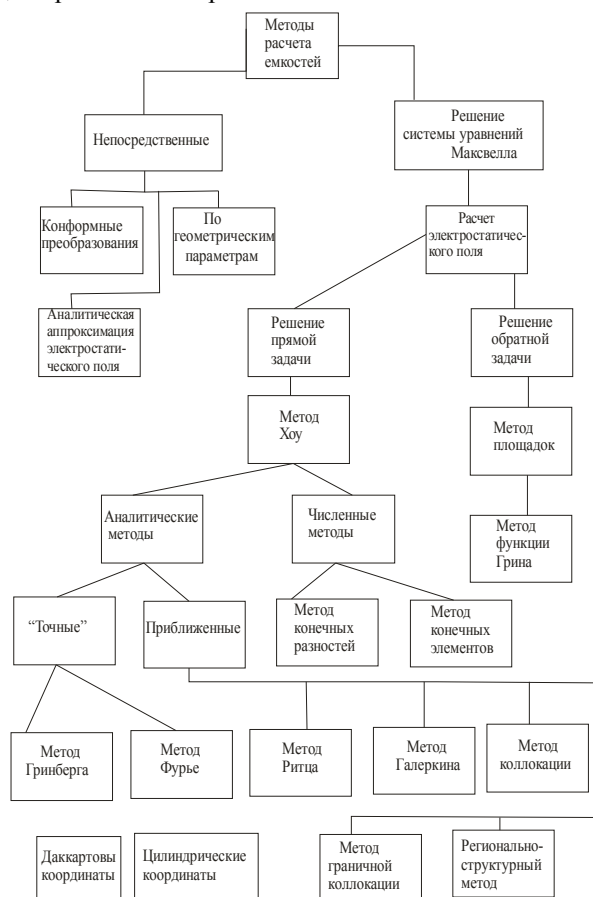 Методы
расчета
емкостей
Непосредственные
Решение
системы уравнений
Максвелла
Конформные
преобразования
По
геометрическим
параметрам
Расчет
электростатичес-
кого поля
Аналитическая
аппроксимация
электростати-
ческого поля
Решение
прямой
задачи
Решение
обратной
задачи
Метод
Хоу
Метод
площадок
Аналитические
методы
Численные
методы
Метод
функции
Грина
“Точные”
Приближенные
Метод
конечных
разностей
Метод
конечных
элементов
Метод
Гринберга
Метод
Фурье
Метод
Ритца
Метод
Галеркина
Метод
коллокации
Даккартовы
координаты
Цилиндрические
координаты
Метод
граничной
коллокации
Регионально-
структурный
метод